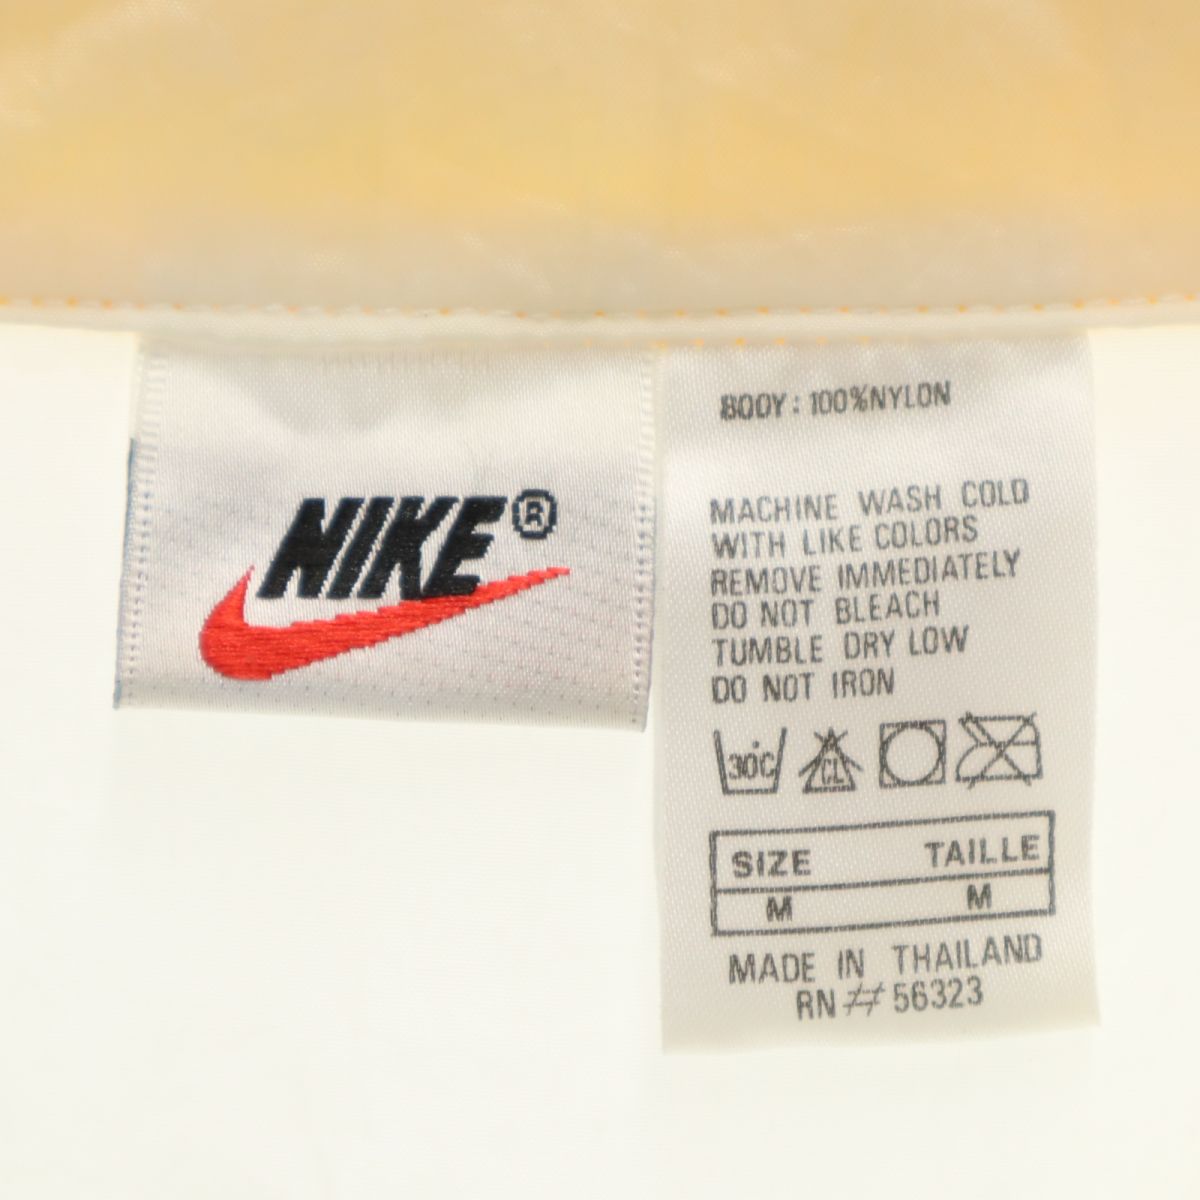 NIKE®
BODY: 100%NYLON
MACHINE WASH COLD
WITH LIKE COLORS
REMOVE IMMEDIATELY
DO NOT BLEACH
TUMBLE DRY LOW
DO NOT IRON
30°C CL
SIZE TAILLE
M M
MADE IN THAILAND
RN# 56323